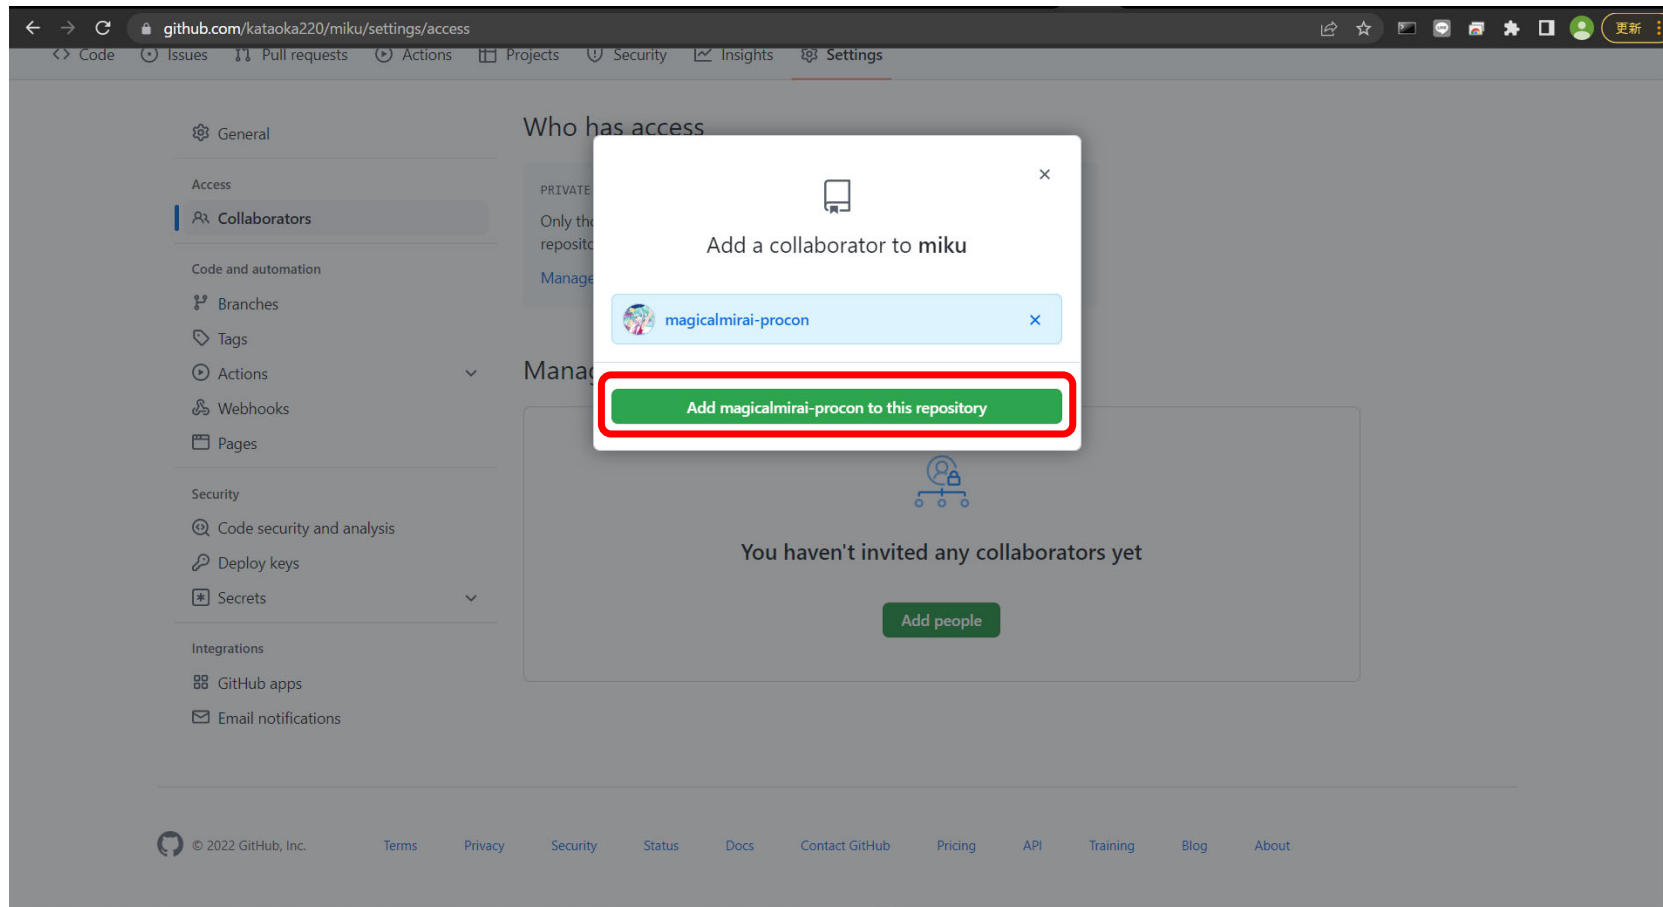 github.com/kataoka220/miku/settings/access
更新
Code Issues Pull requests Actions Projects Security Insights Settings
General
Access
Collaborators
Code and automation
Branches
Tags
Actions
Webhooks
Pages
Security
Code security and analysis
Deploy keys
Secrets
Integrations
GitHub apps
Email notifications
Who has access
PRIVATE
Only
Manage
Add a collaborator to miku
magicalmirai-procon
Add magicalmirai-procon to this repository
You haven't invited any collaborators yet
Add people
© 2022 GitHub, Inc. Terms Privacy Security Status Docs Contact GitHub Pricing API Training Blog About